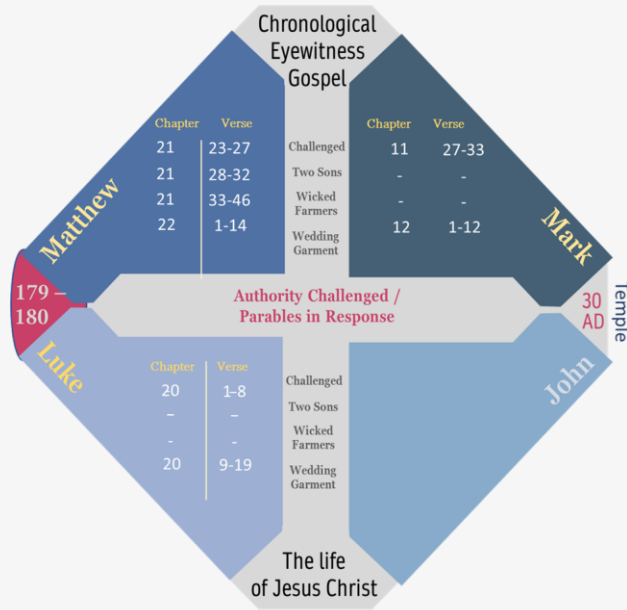 Chronological
Eyewitness
Gospel
Matthew
Chapter Verse
21 23-27
21 28-32
21 33-46
22 1-14
Challenged
Two Sons
Wicked
Farmers
Wedding
Garment
Chapter Verse
11 27-33
- -
- -
12 1-12
Mark
179 –
180
Authority Challenged /
Parables in Response
30
AD
Temple
Luke
Chapter Verse
20 1-8
– –
- -
20 9-19
Challenged
Two Sons
Wicked
Farmers
Wedding
Garment
John
The life
of Jesus Christ